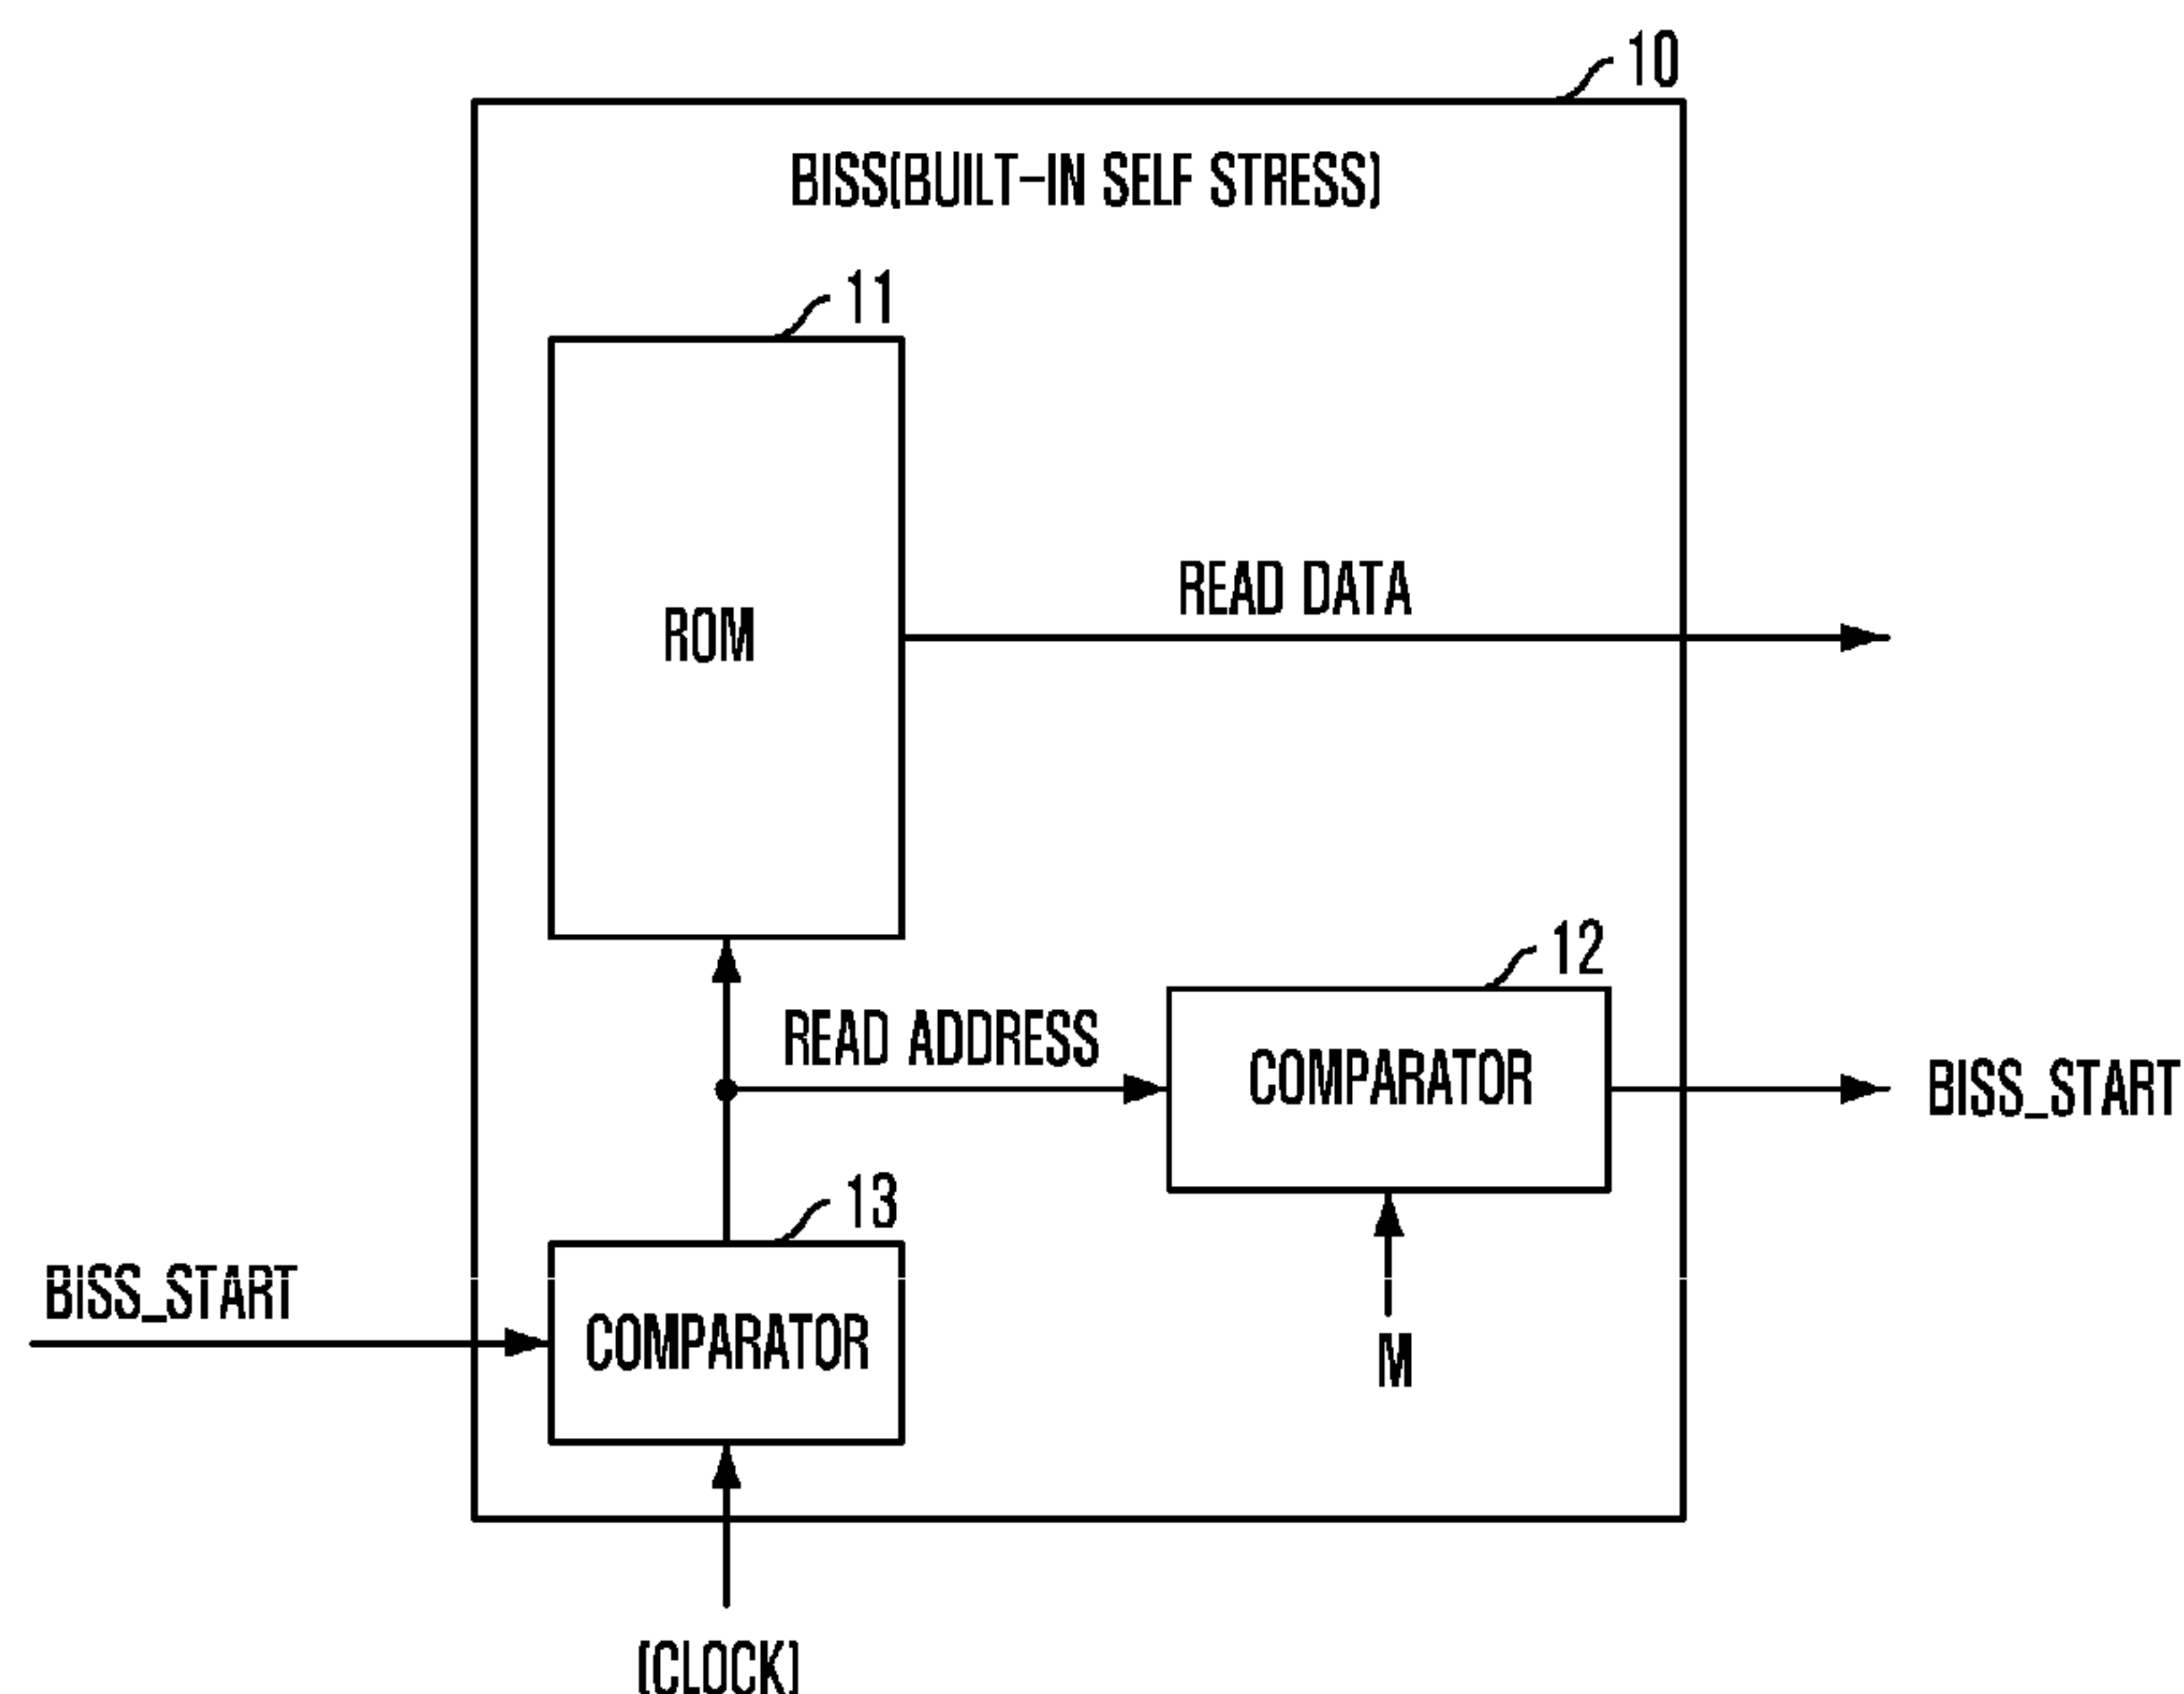 10
BISS(BUILT-IN SELF STRESS)
11
ROM
READ DATA
12
READ ADDRESS
COMPARATOR
BISS_START
13
BISS_START
COMPARATOR
M
(CLOCK)